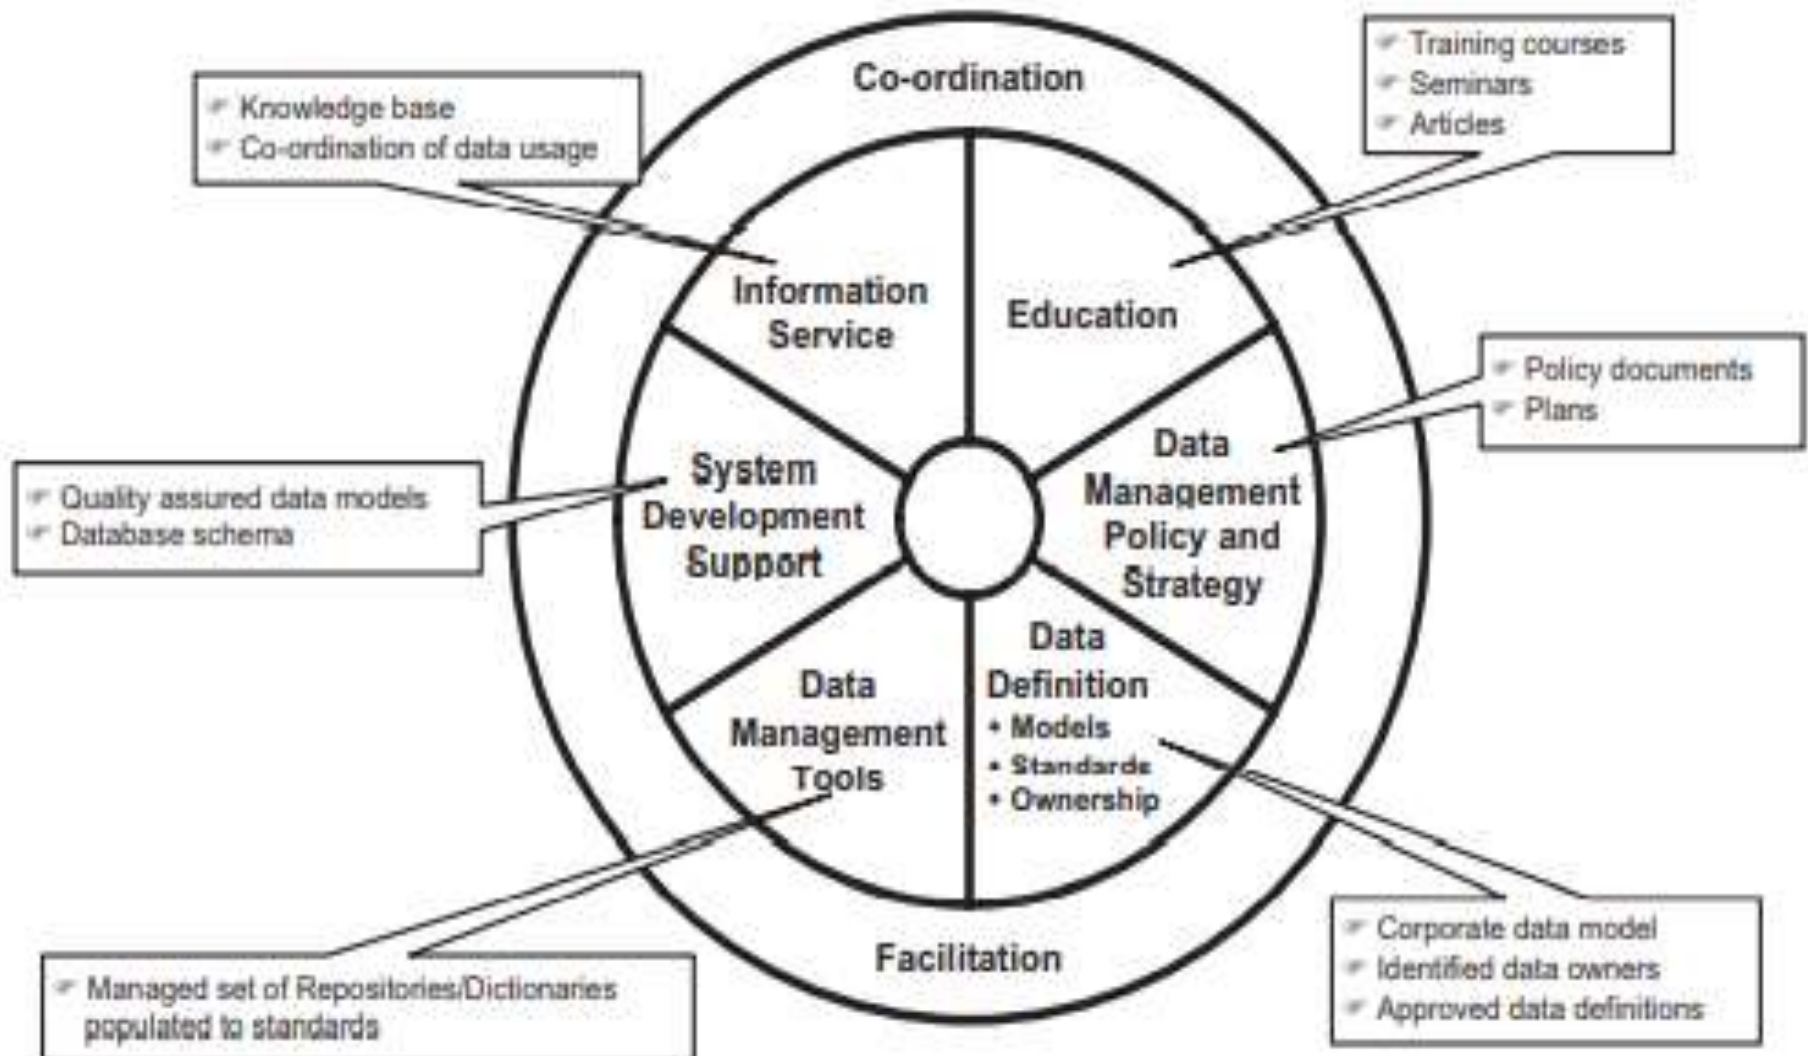 Co-ordination
Knowledge base
Co-ordination of data usage
Training courses
Seminars
Articles
Information
Service
Education
Policy documents
Plans
Quality assured data models
Database schema
System
Development
Support
Data
Management
Policy and
Strategy
Data
Management
Tools
Data
Definition
• Models
• Standards
• Ownership
Facilitation
Managed set of Repositories/Dictionaries
populated to standards
Corporate data model
Identified data owners
Approved data definitions